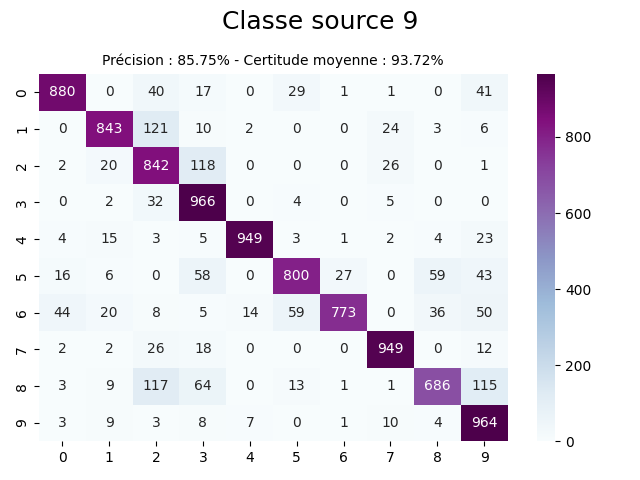 Classe source 9
Précision : 85.75% - Certitude moyenne : 93.72%
0 880 0 40 17 0 29 1 1 0 41
1 0 843 121 10 2 0 0 24 3 6
2 2 20 842 118 0 0 0 26 0 1
3 0 2 32 966 0 4 0 5 0 0
4 4 15 3 5 949 3 1 2 4 23
5 16 6 0 58 0 800 27 0 59 43
6 44 20 8 5 14 59 773 0 36 50
7 2 2 26 18 0 0 0 949 0 12
8 3 9 117 64 0 13 1 1 686 115
9 3 9 3 8 7 0 1 10 4 964
0 1 2 3 4 5 6 7 8 9
800
600
400
200
0